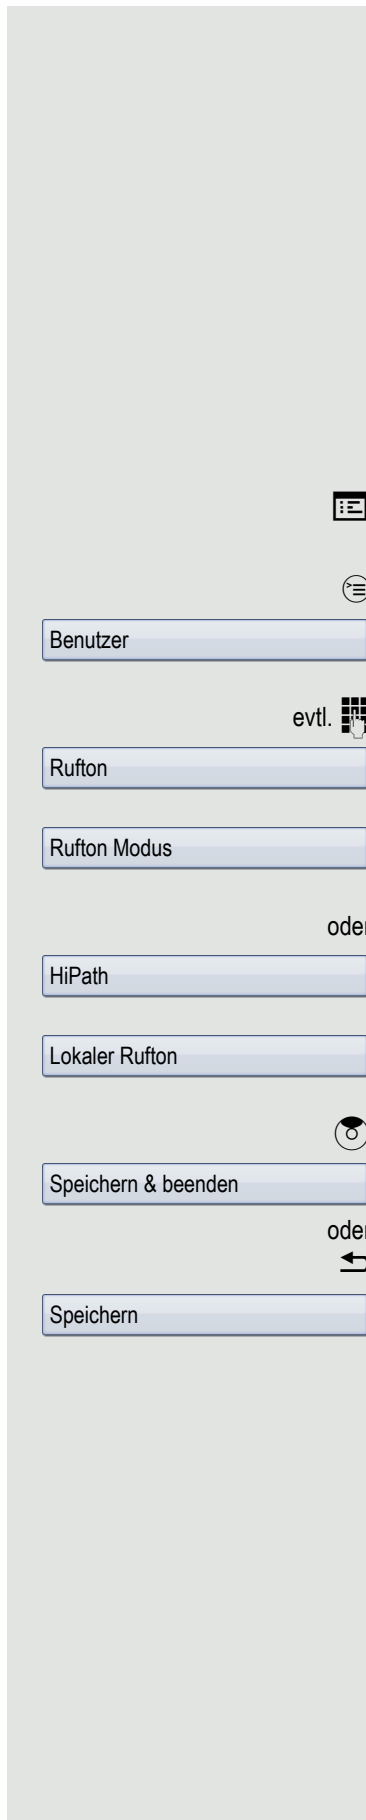 Benutzer
evtl.
Rufton
Rufton Modus
oder
HiPath
Lokaler Rufton
Speichern & beenden
oder
Speichern